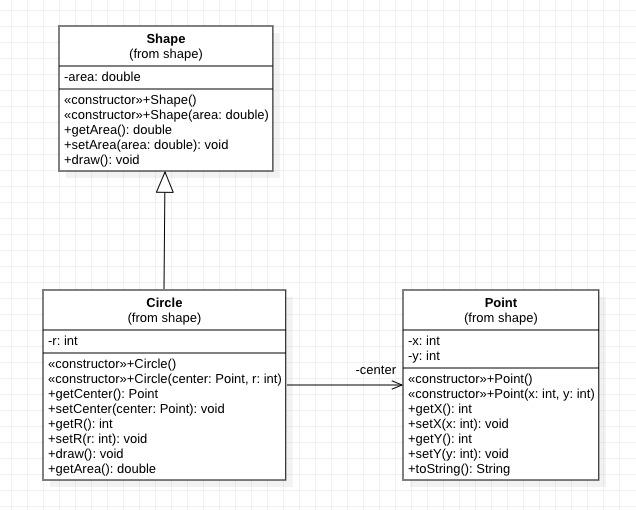 Shape
(from shape)
-area: double
«constructor»+Shape()
«constructor»+Shape(area: double)
+getArea(): double
+setArea(area: double): void
+draw(): void
Circle
(from shape)
-r: int
«constructor»+Circle()
«constructor»+Circle(center: Point, r: int)
+getCenter(): Point
+setCenter(center: Point): void
+getR(): int
+setR(r: int): void
+draw(): void
+getArea(): double
-center
Point
(from shape)
-x: int
-y: int
«constructor»+Point()
«constructor»+Point(x: int, y: int)
+getX(): int
+setX(x: int): void
+getY(): int
+setY(y: int): void
+toString(): String